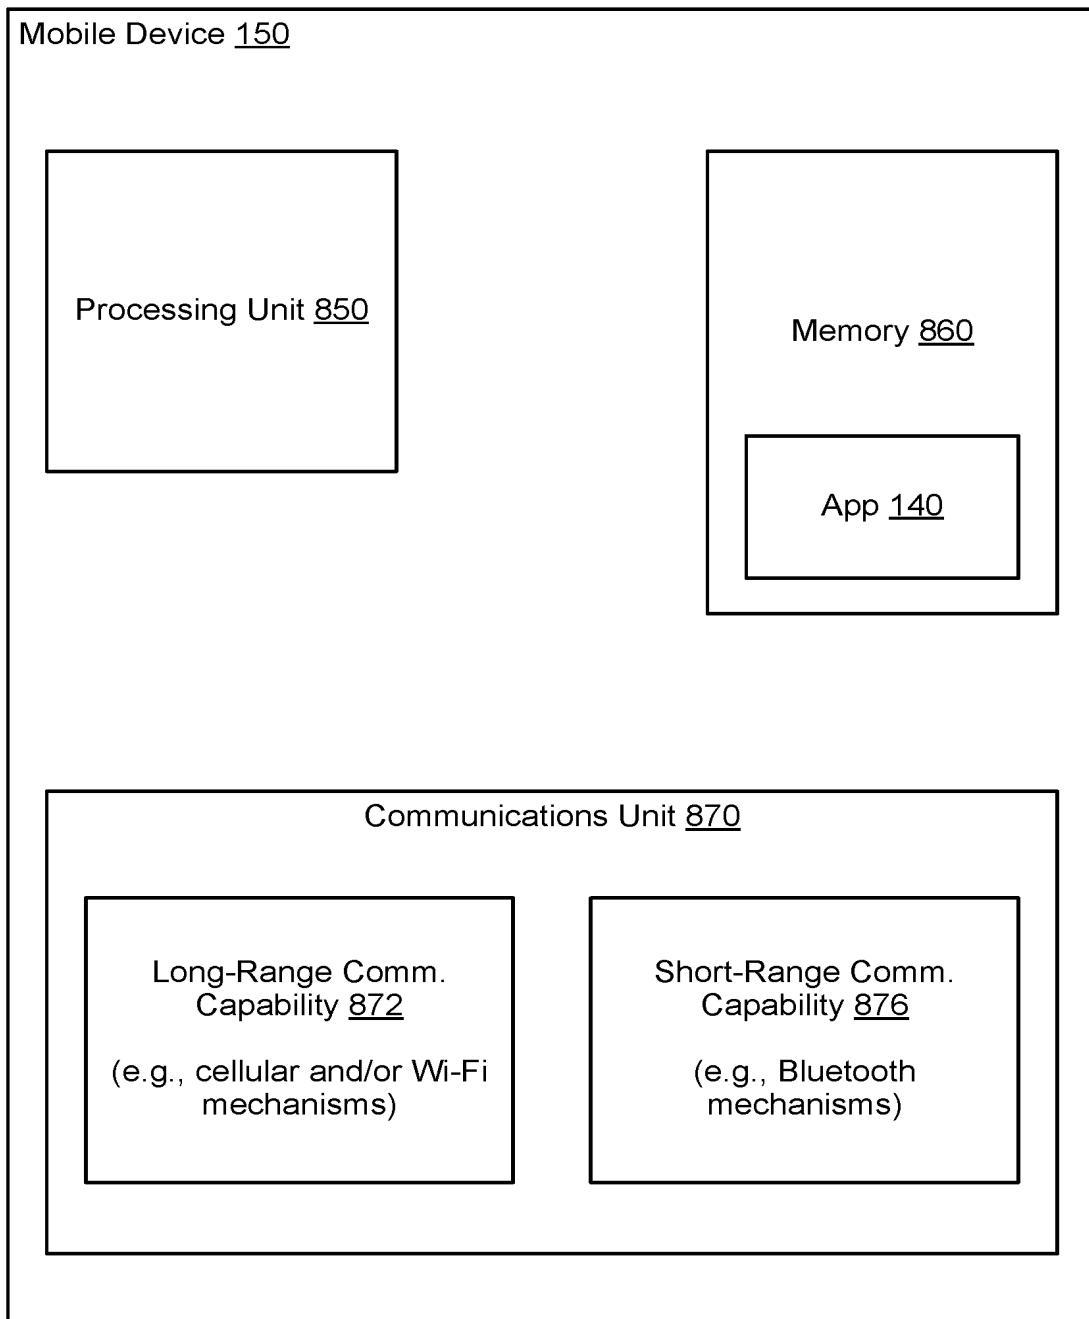 Mobile Device 150
Processing Unit 850
Memory 860
App 140
Communications Unit 870
Long-Range Comm.
Capability 872
(e.g., cellular and/or Wi-Fi
mechanisms)
Short-Range Comm.
Capability 876
(e.g., Bluetooth
mechanisms)